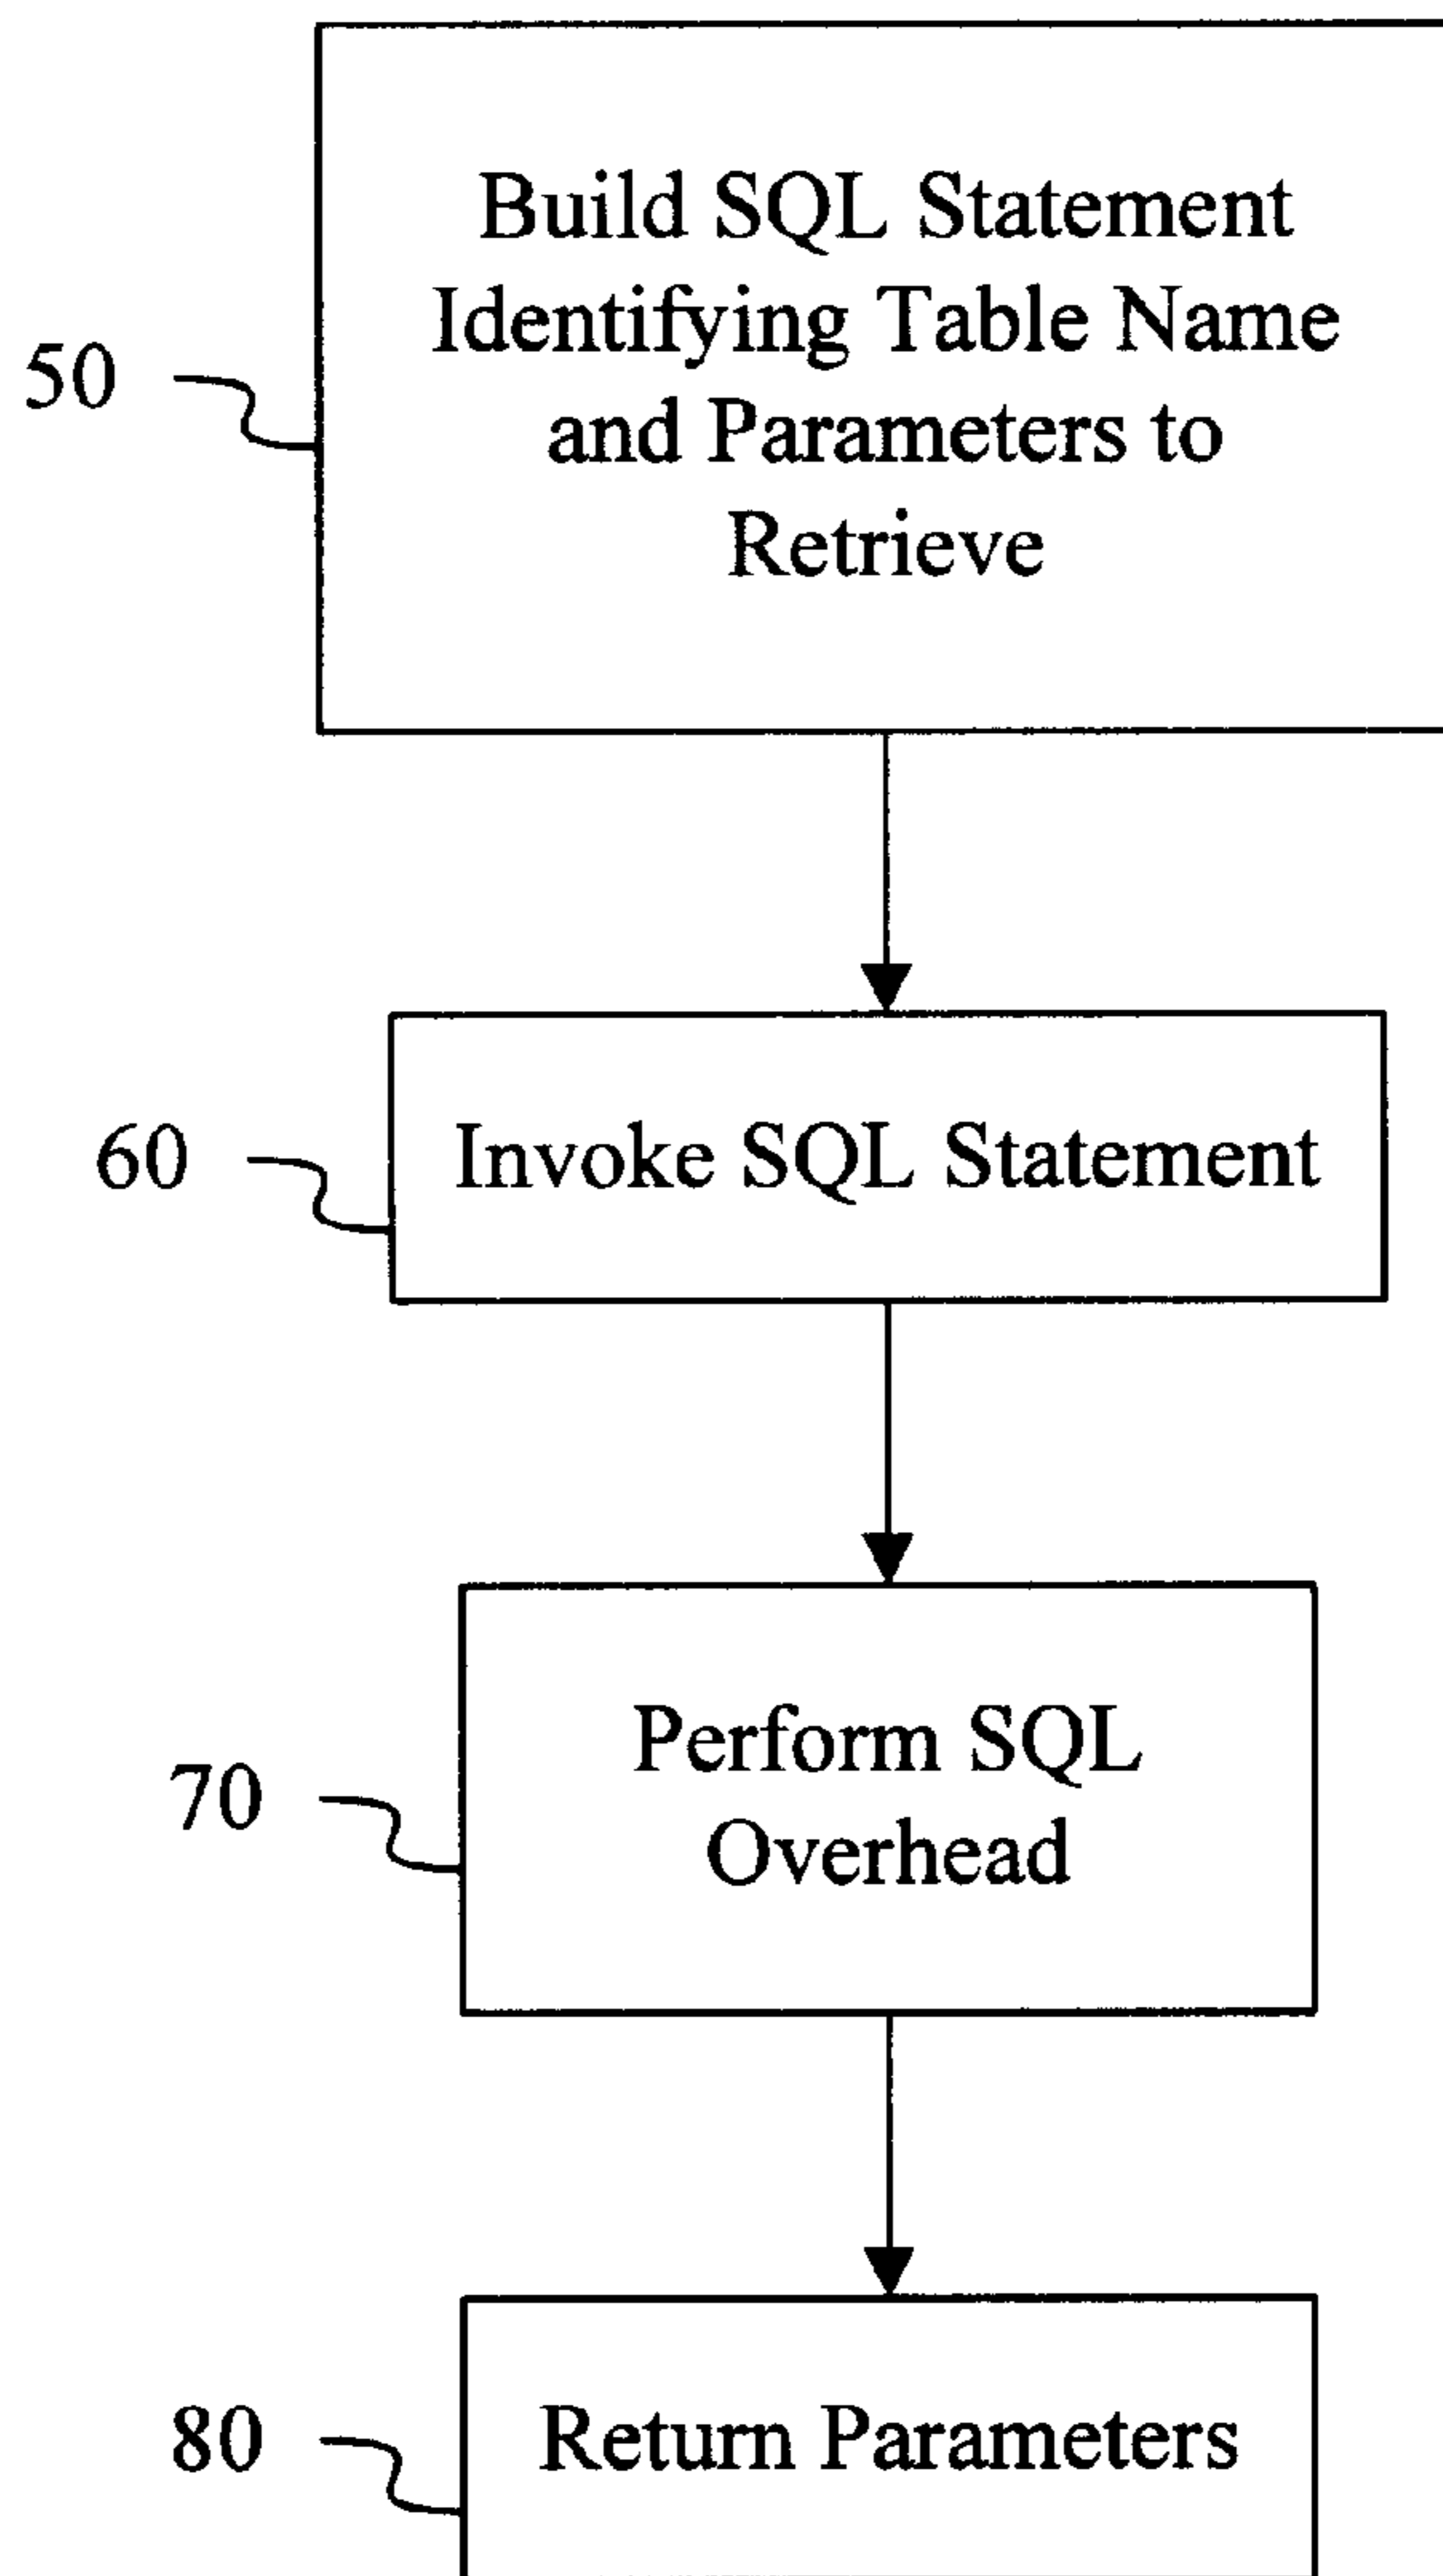 Build SQL Statement
Identifying Table Name
and Parameters to
Retrieve
50
Invoke SQL Statement
60
Perform SQL
Overhead
70
Return Parameters
80